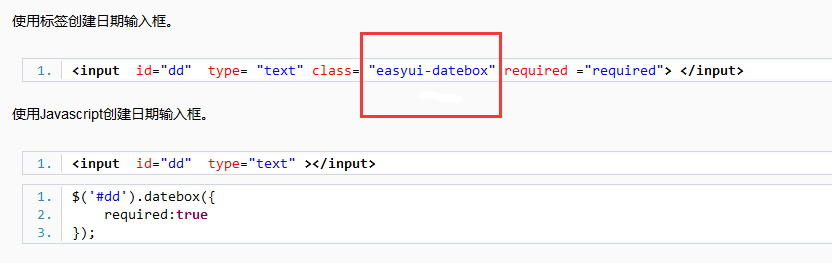 使用标签创建日期输入框。
1. <input  id="dd"  type= "text" class= "easyui-datebox" required ="required"> </input>
使用Javascript创建日期输入框。
1. <input  id="dd"  type="text" ></input>
1. $('#dd').datebox({
2.     required:true
3. });